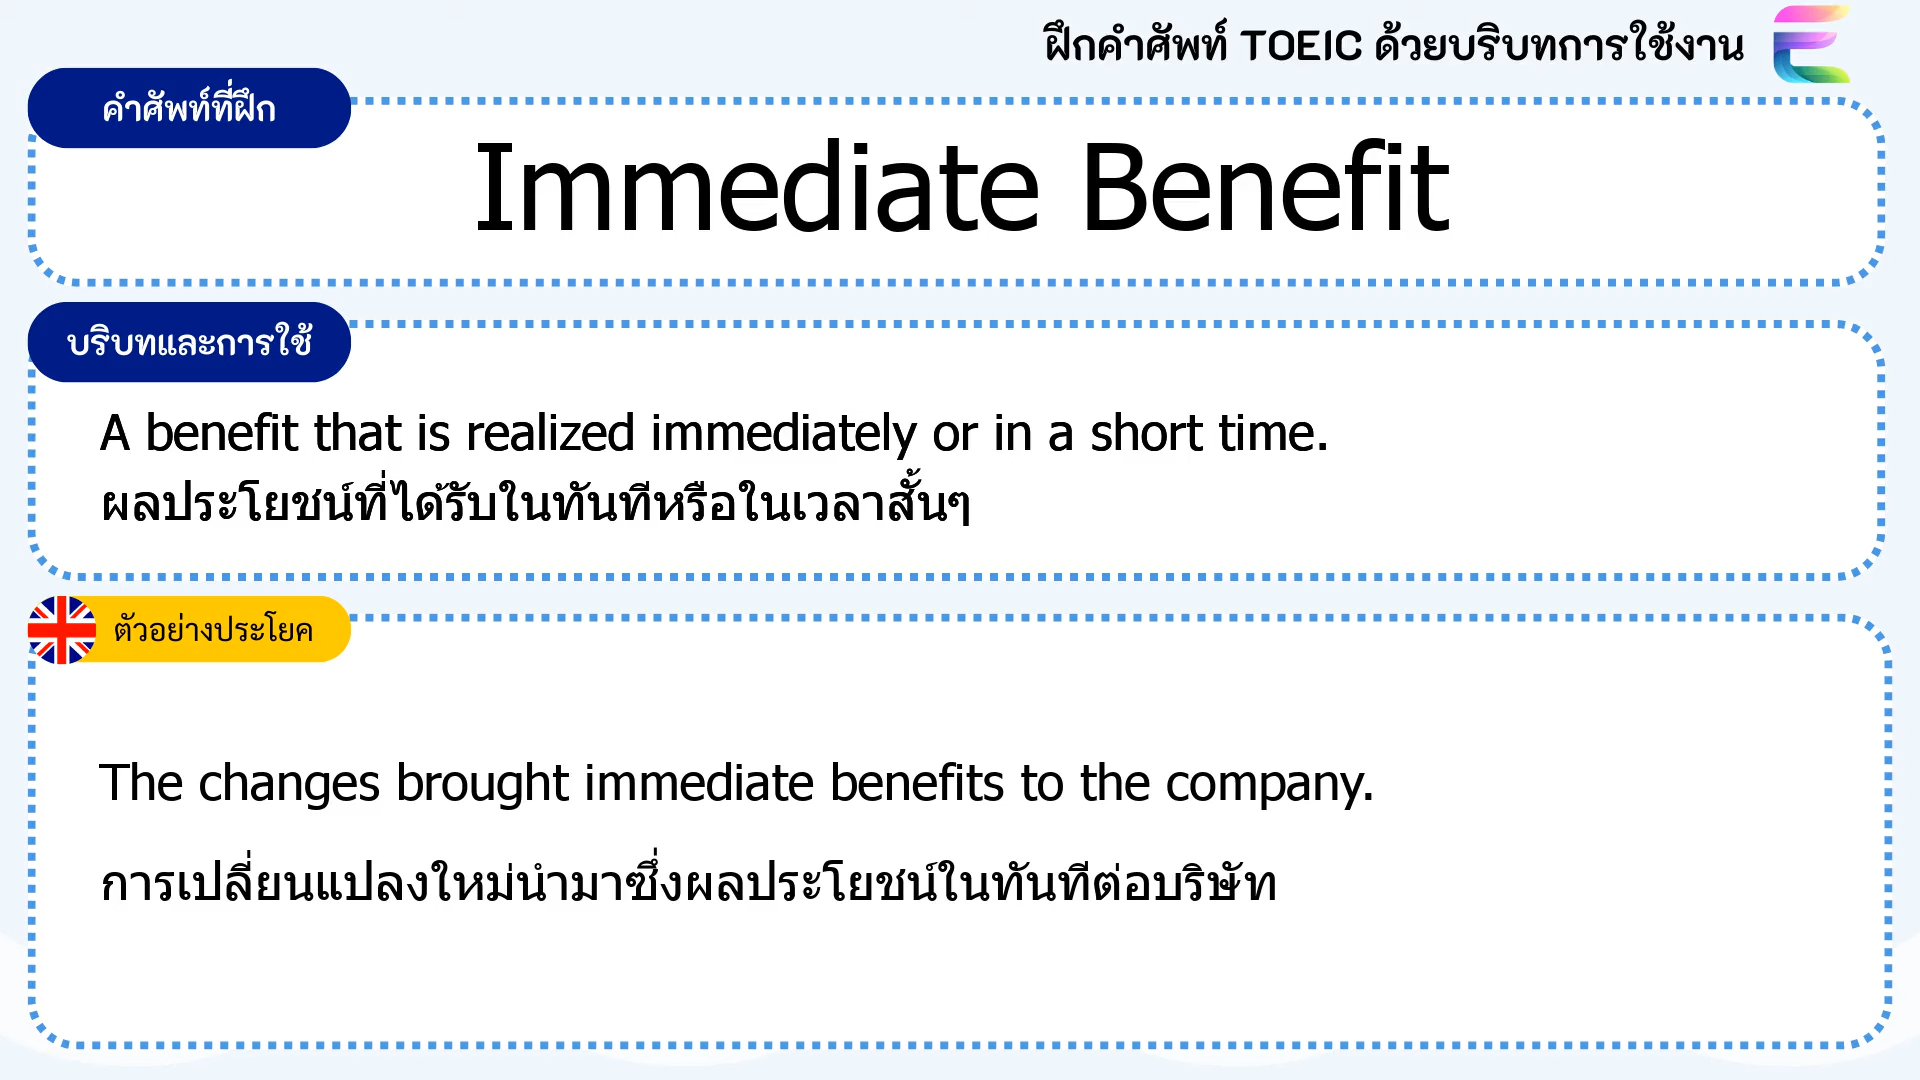 ฝึกคำศัพท์ TOEIC ด้วยบริบทการใช้งาน
คำศัพท์ที่ฝึก
Immediate Benefit
บริบทและการใช้
A benefit that is realized immediately or in a short time.
ผลประโยชน์ที่ได้รับในทันทีหรือในเวลาสั้นๆ
ตัวอย่างประโยค
The changes brought immediate benefits to the company.
การเปลี่ยนแปลงใหม่นำมาซึ่งผลประโยชน์ในทันทีต่อบริษัท